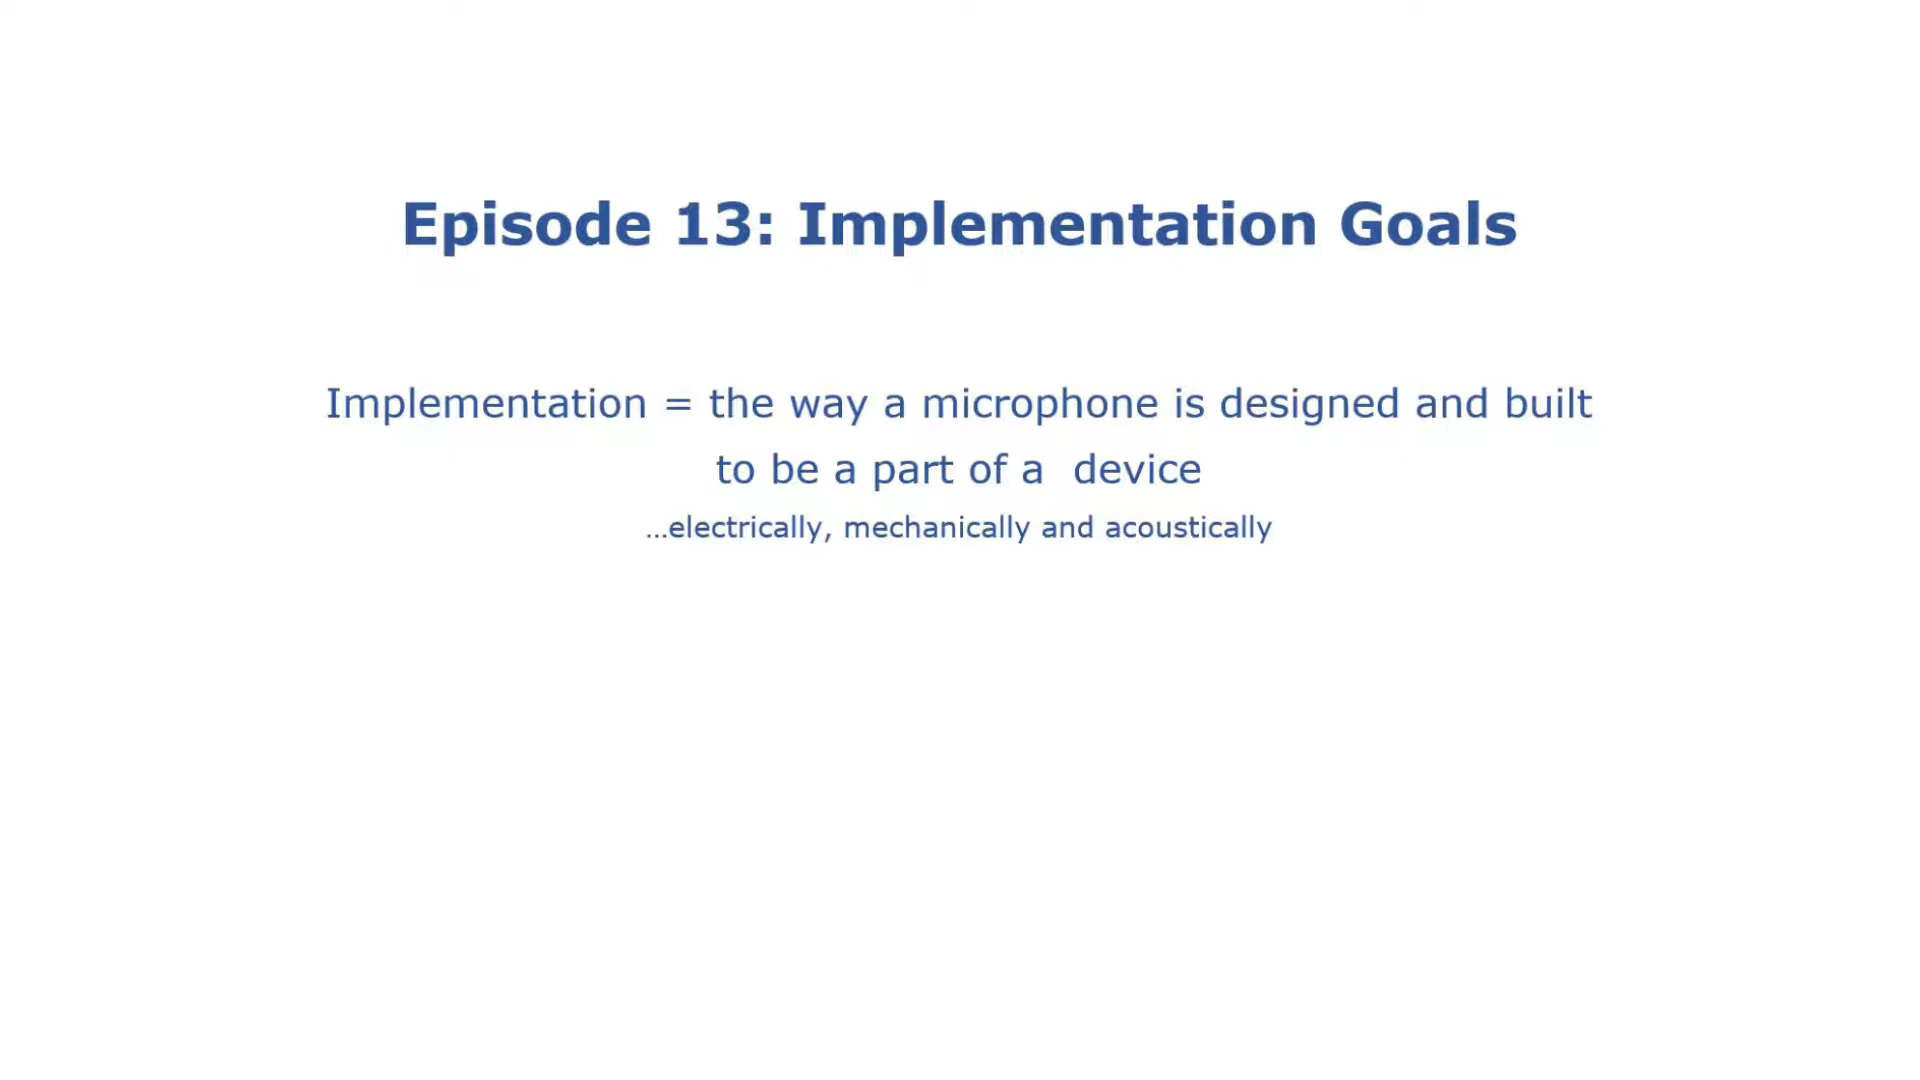 Episode 13: Implementation Goals
Implementation = the way a microphone is designed and built
to be a part of a  device
…electrically, mechanically and acoustically